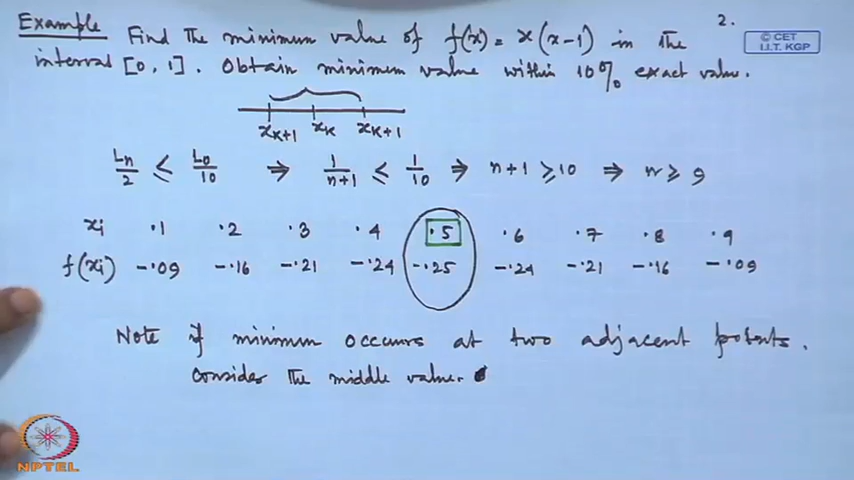 2.
Example Find the minimum value of f(x) = x(x-1) in the
© CET
I.I.T. KGP
interval [0, 1]. Obtain minimum value within 10% exact value.
xK+1 xK xK+1
Ln/2 ≤ L0/10 ⇒ 1/n+1 ≤ 1/10 ⇒ n+1 ≥ 10 ⇒ n ≥ 9
xi .1 .2 .3 .4 .5 .6 .7 .8 .9
f(xi) -.09 -.16 -.21 -.24 -.25 -.24 -.21 -.16 -.09
Note if minimum occurs at two adjacent points.
Consider the middle value.
NPTEL